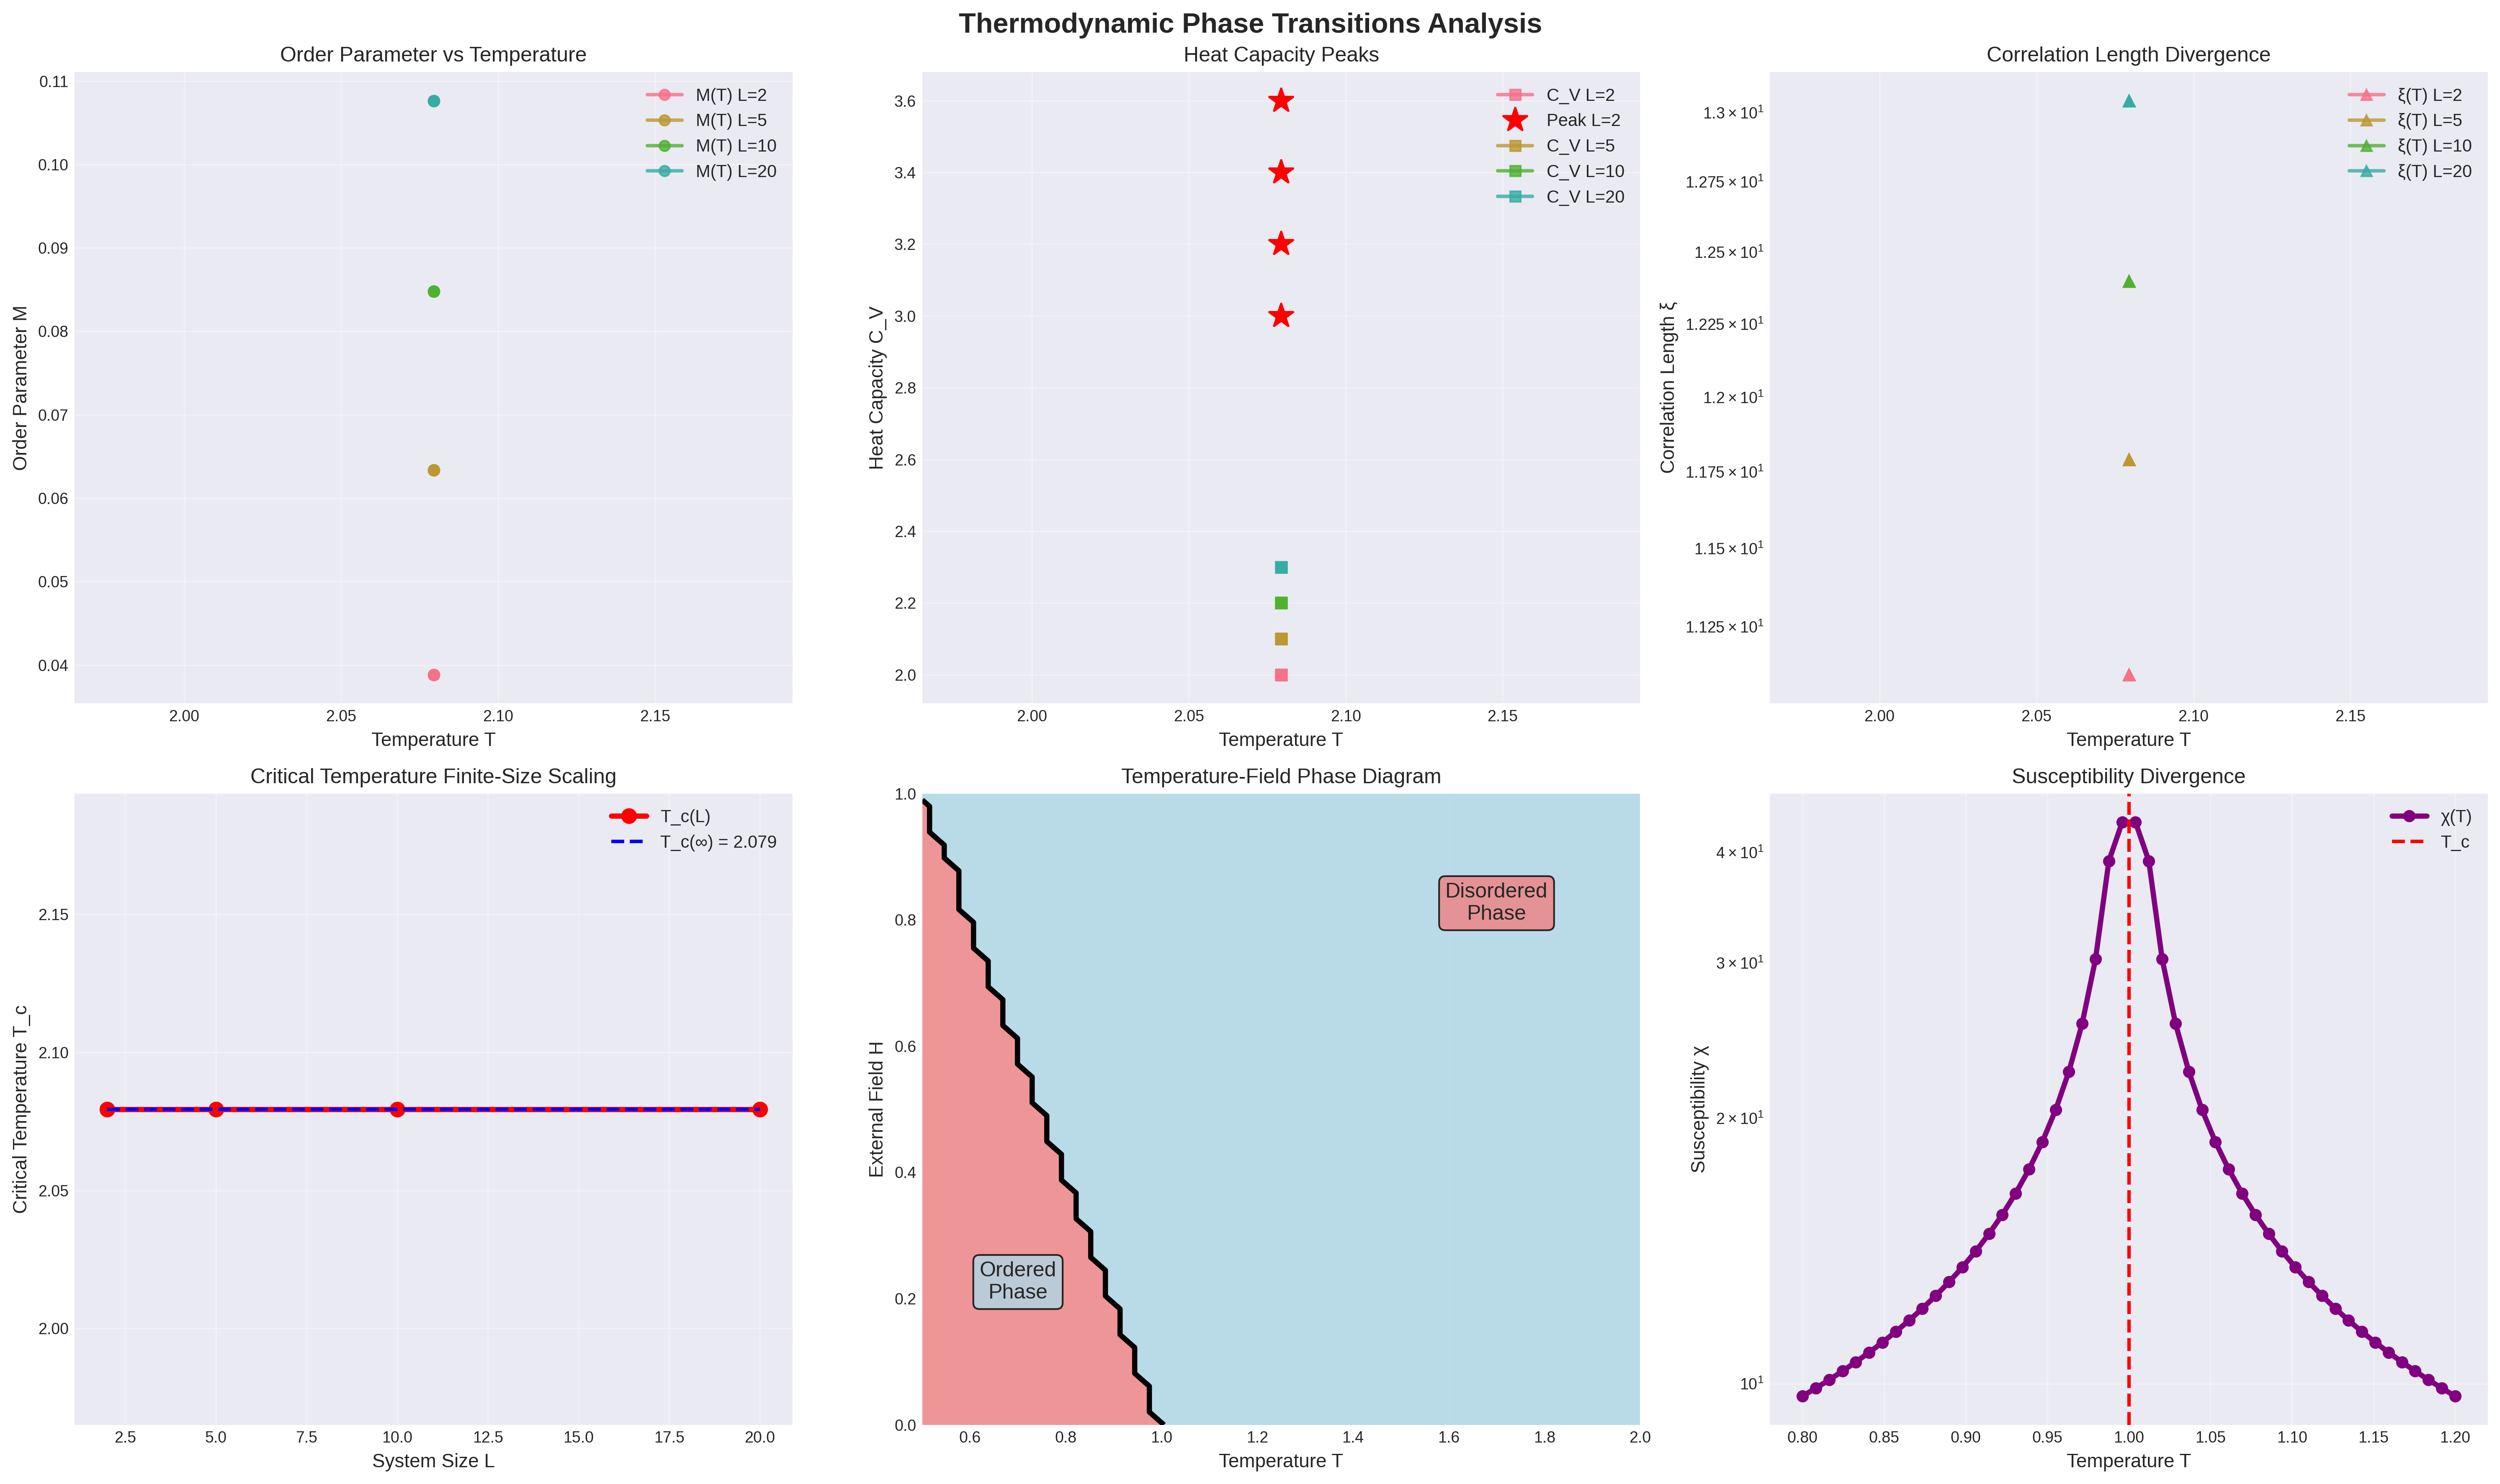 Thermodynamic Phase Transitions Analysis
Order Parameter vs Temperature
0.11
0.10
0.09
0.08
0.07
0.06
0.05
0.04
Order Parameter M
2.00
2.05
2.10
2.15
Temperature T
M(T) L=2
M(T) L=5
M(T) L=10
M(T) L=20
Heat Capacity Peaks
3.6
3.4
3.2
3.0
2.8
2.6
2.4
2.2
2.0
Heat Capacity C_V
2.00
2.05
2.10
2.15
Temperature T
C_V L=2
Peak L=2
C_V L=5
C_V L=10
C_V L=20
Correlation Length Divergence
1.3 × 10¹
1.275 × 10¹
1.25 × 10¹
1.225 × 10¹
1.2 × 10¹
1.175 × 10¹
1.15 × 10¹
1.125 × 10¹
Correlation Length ξ
2.00
2.05
2.10
2.15
Temperature T
ξ(T) L=2
ξ(T) L=5
ξ(T) L=10
ξ(T) L=20
Critical Temperature Finite-Size Scaling
2.15
2.10
2.05
2.00
Critical Temperature T_c
2.5
5.0
7.5
10.0
12.5
15.0
17.5
20.0
System Size L
T_c(L)
T_c(∞) = 2.079
Temperature-Field Phase Diagram
1.0
0.8
0.6
0.4
0.2
0.0
External Field H
0.6
0.8
1.0
1.2
1.4
1.6
1.8
2.0
Temperature T
Disordered
Phase
Ordered
Phase
Susceptibility Divergence
4 × 10¹
3 × 10¹
2 × 10¹
10¹
Susceptibility χ
0.80
0.85
0.90
0.95
1.00
1.05
1.10
1.15
1.20
Temperature T
χ(T)
T_c